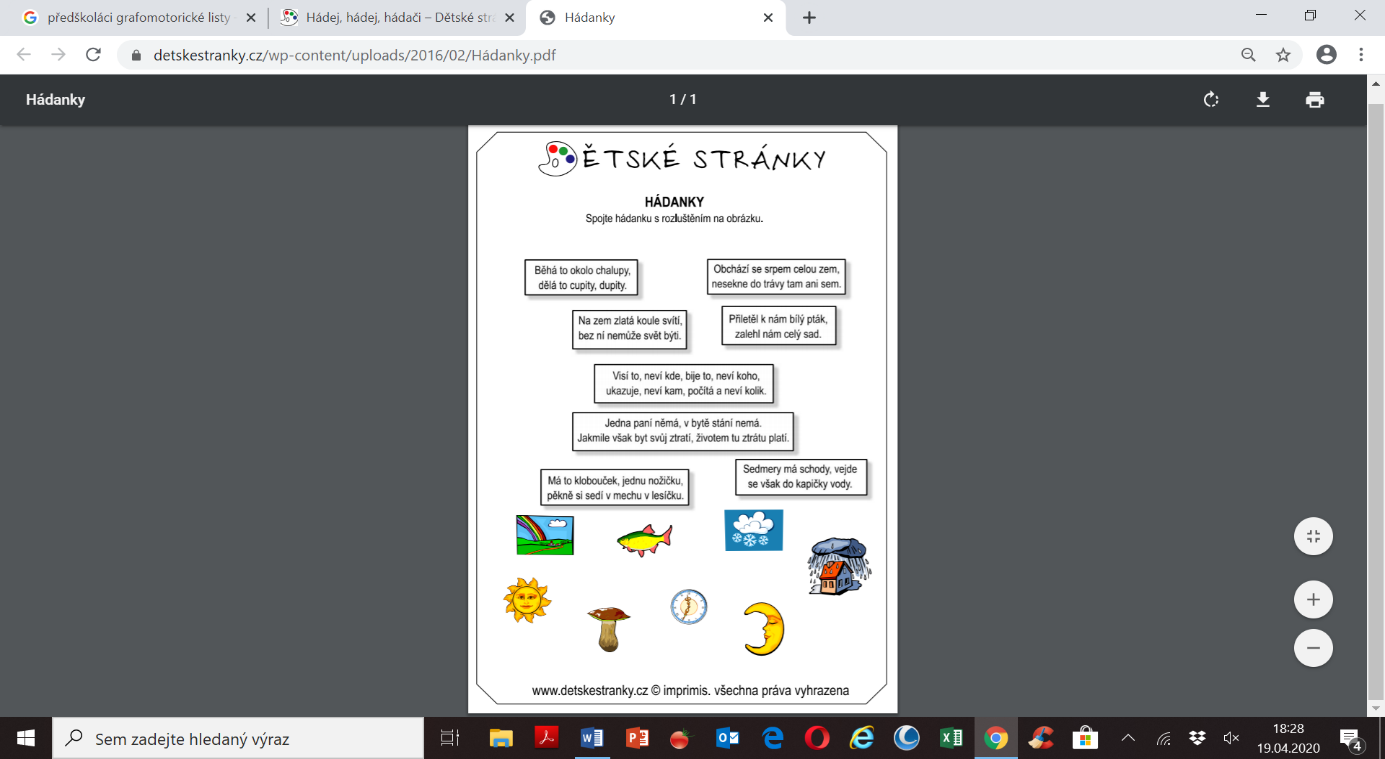 předškoláci grafomotorické listy
Hádej, hádej, hádači – Dětské strá
Hádanky
detskestranky.cz/wp-content/uploads/2016/02/Hádanky.pdf
Hádanky
1 / 1
ĚTSKÉ STRÁNKY
HÁDANKY
Spojte hádanku s rozluštěním na obrázku.
Běhá to okolo chalupy,
dělá to cupity, dupity.
Obchází se srpem celou zem,
nesekne do trávy tam ani sem.
Na zem zlatá koule svítí,
bez ní nemůže svět býti.
Přiletěl k nám bílý pták,
zalehl nám celý sad.
Visí to, neví kde, bije to, neví koho,
ukazuje, neví kam, počítá a neví kolik.
Jedna paní němá, v bytě stání nemá.
Jakmile však byt svůj ztratí, životem tu ztrátu platí.
Má to klobouček, jednu nožičku,
pěkně si sedí v mechu v lesíčku.
Sedmery má schody, vejde
se však do kapičky vody.
www.detskestranky.cz © imprimis. všechna práva vyhrazena
Sem zadejte hledaný výraz
18:28
19.04.2020
4